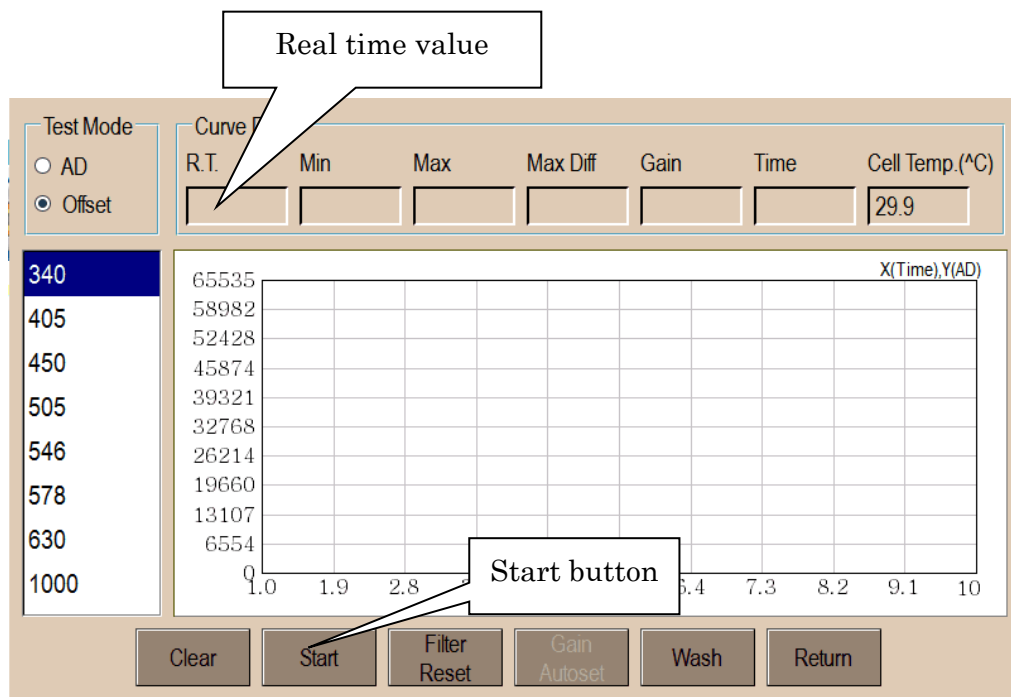 Real time value
Test Mode
AD
Offset
Curve
R.T.
Min
Max
Max Diff
Gain
Time
Cell Temp.(^C)
29.9
340
405
450
505
546
578
630
1000
X(Time),Y(AD)
65535
58982
52428
45874
39321
32768
26214
19660
13107
6554
0
1.0 1.9 2.8 6.4 7.3 8.2 9.1 10
Start button
Clear
Start
Filter
Reset
Gain
Autoset
Wash
Return